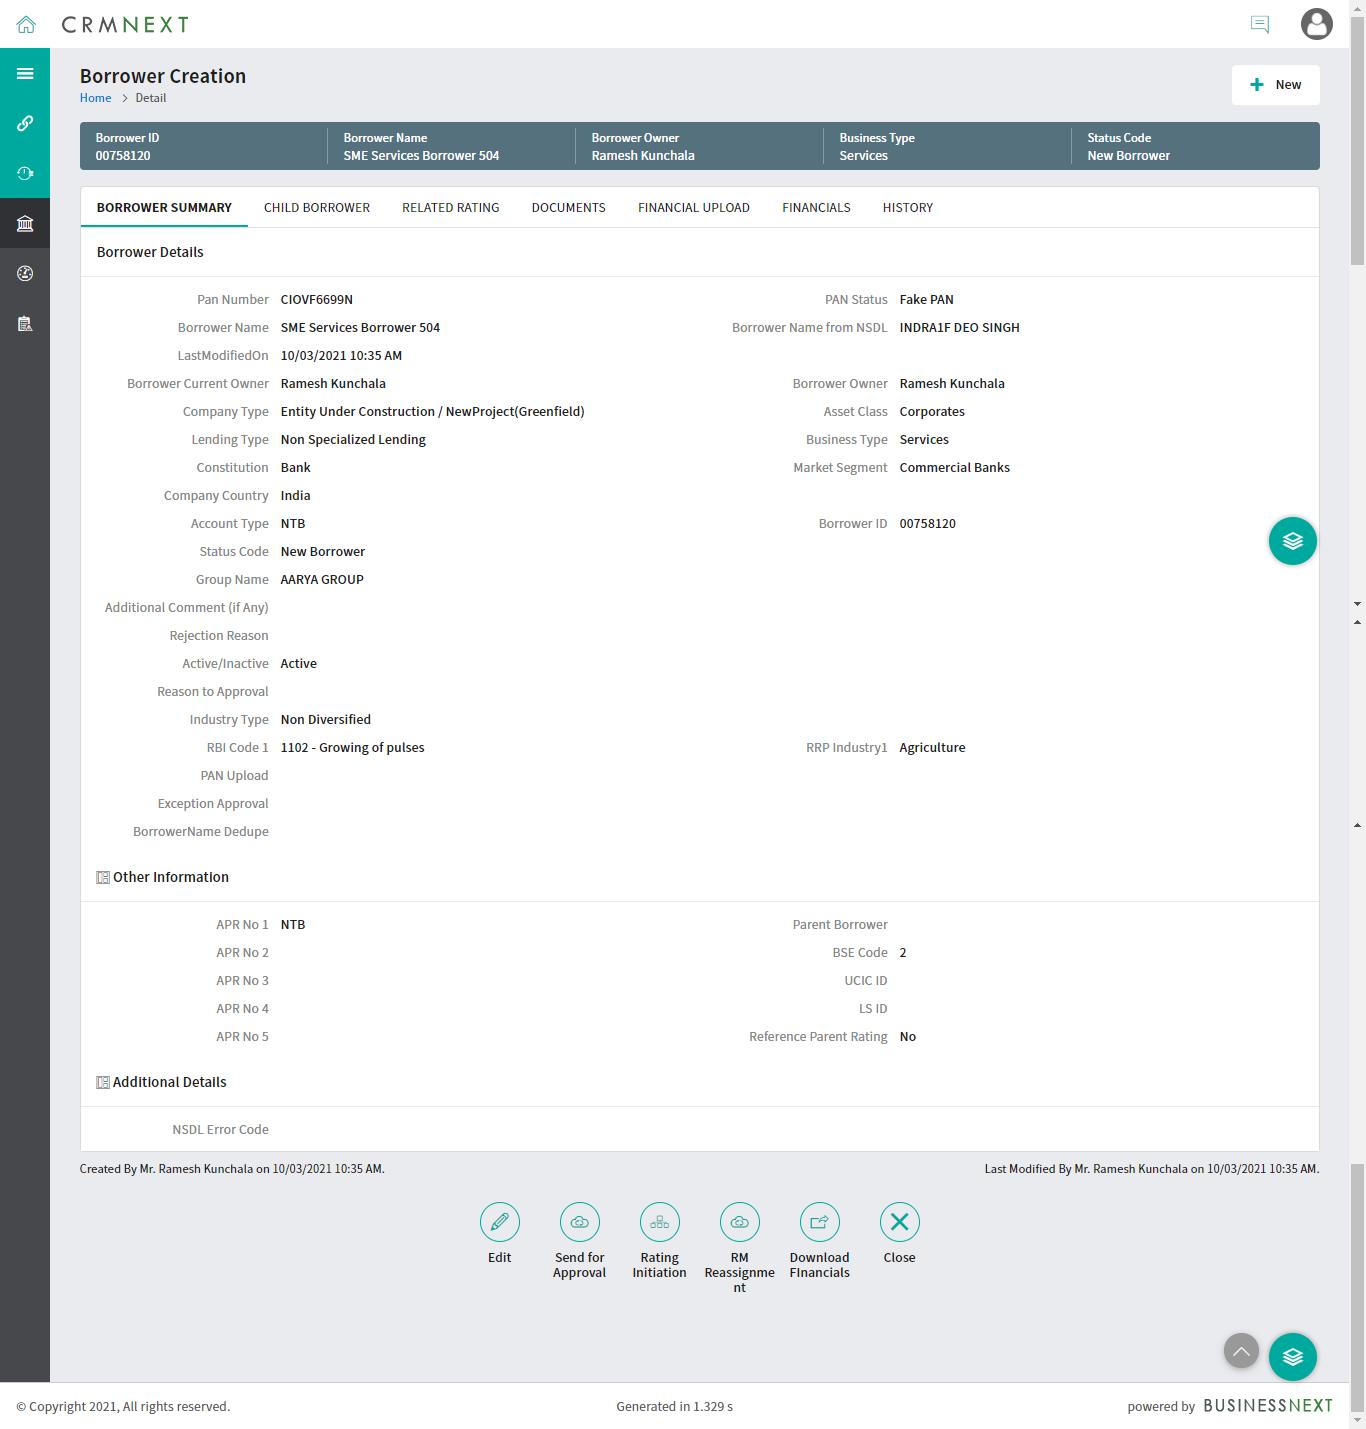 CRMNEXT
Borrower Creation
Home > Detail
New
Borrower ID
00758120
Borrower Name
SME Services Borrower 504
Borrower Owner
Ramesh Kunchala
Business Type
Services
Status Code
New Borrower
BORROWER SUMMARY CHILD BORROWER RELATED RATING DOCUMENTS FINANCIAL UPLOAD FINANCIALS HISTORY
Borrower Details
Pan Number CIOVF6699N PAN Status Fake PAN
Borrower Name SME Services Borrower 504 Borrower Name from NSDL INDRA1F DEO SINGH
LastModifiedOn 10/03/2021 10:35 AM
Borrower Current Owner Ramesh Kunchala Borrower Owner Ramesh Kunchala
Company Type Entity Under Construction / NewProject(Greenfield) Asset Class Corporates
Lending Type Non Specialized Lending Business Type Services
Constitution Bank Market Segment Commercial Banks
Company Country India
Account Type NTB Borrower ID 00758120
Status Code New Borrower
Group Name AARYA GROUP
Additional Comment (if Any)
Rejection Reason
Active/Inactive Active
Reason to Approval
Industry Type Non Diversified
RBI Code 1 1102 - Growing of pulses RRP Industry1 Agriculture
PAN Upload
Exception Approval
BorrowerName Dedupe
Other Information
APR No 1 NTB Parent Borrower
APR No 2 BSE Code 2
APR No 3 UCIC ID
APR No 4 LS ID
APR No 5 Reference Parent Rating No
Additional Details
NSDL Error Code
Created By Mr. Ramesh Kunchala on 10/03/2021 10:35 AM. Last Modified By Mr. Ramesh Kunchala on 10/03/2021 10:35 AM.
Edit
Send for
Approval
Rating
Initiation
RM
Reassignme
nt
Download
FInancials
Close
© Copyright 2021, All rights reserved. Generated in 1.329 s powered by BUSINESSNEXT